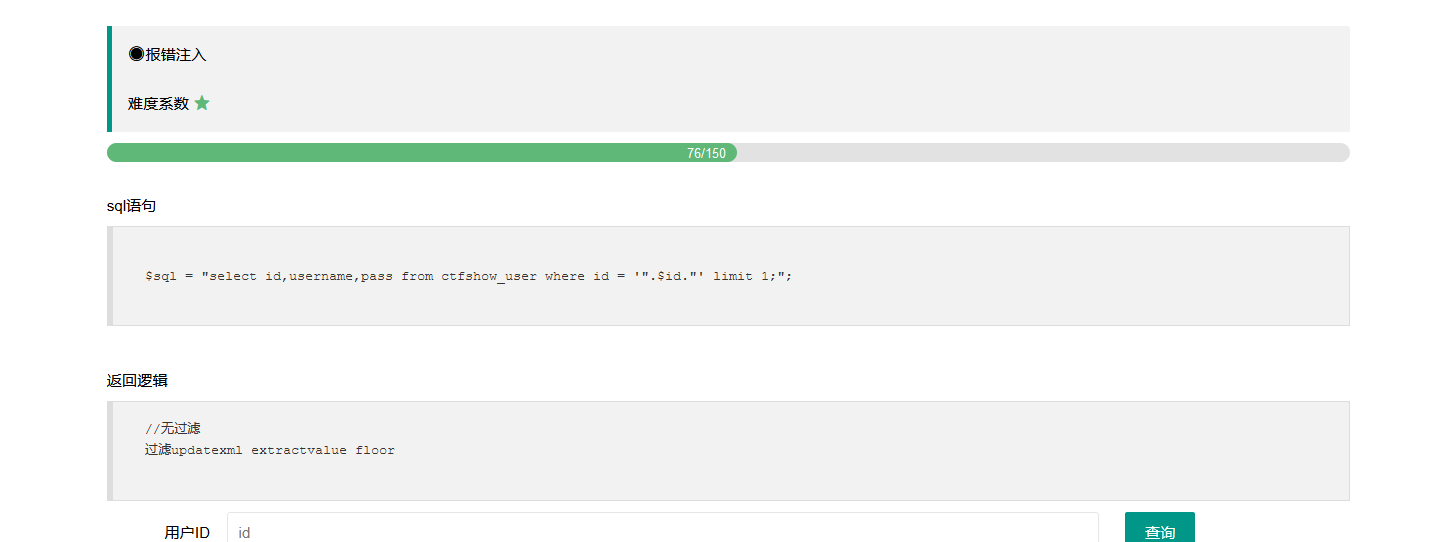 ◉报错注入
难度系数 ★
76/150
sql语句
$sql = "select id,username,pass from ctfshow_user where id = '".$id."' limit 1;";
返回逻辑
//无过滤
过滤updatexml extractvalue floor
用户ID id 查询